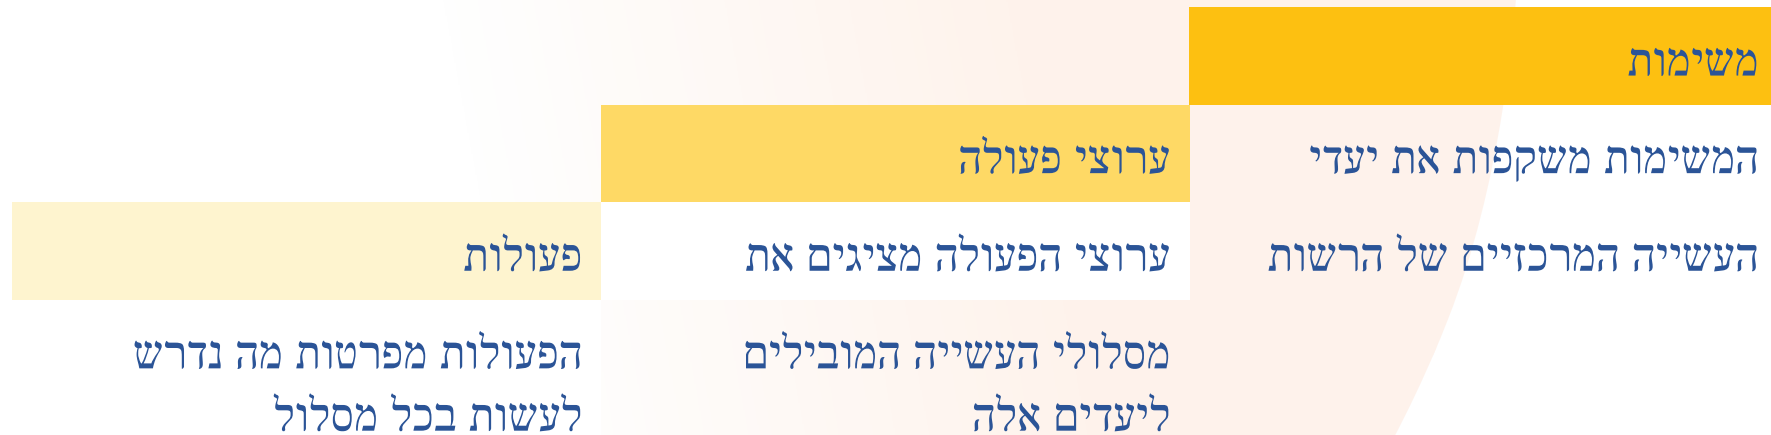 משימות
המשימות משקפות את יעדי
העשייה המרכזיים של הרשות
ערוצי פעולה
ערוצי הפעולה מציגים את
מסלולי העשייה המובילים
ליעדים אלה
פעולות
הפעולות מפרטות מה נדרש
לעשות בכל מסלול